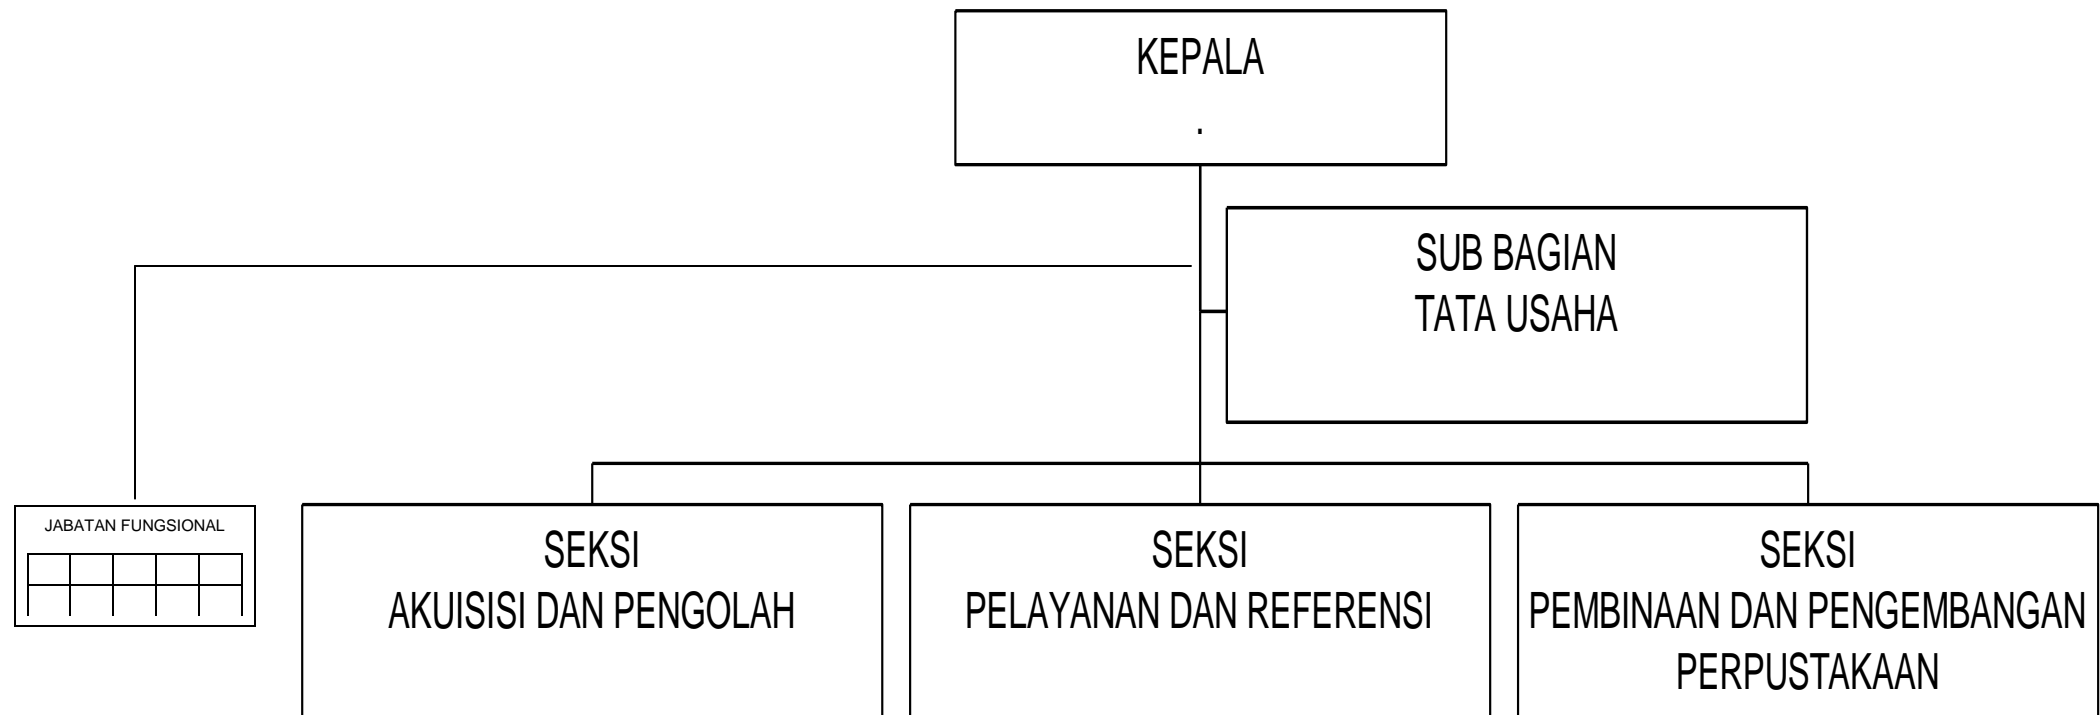 KEPALA
.
SUB BAGIAN
TATA USAHA
JABATAN FUNGSIONAL
SEKSI
AKUISISI DAN PENGOLAH
SEKSI
PELAYANAN DAN REFERENSI
SEKSI
PEMBINAAN DAN PENGEMBANGAN
PERPUSTAKAAN